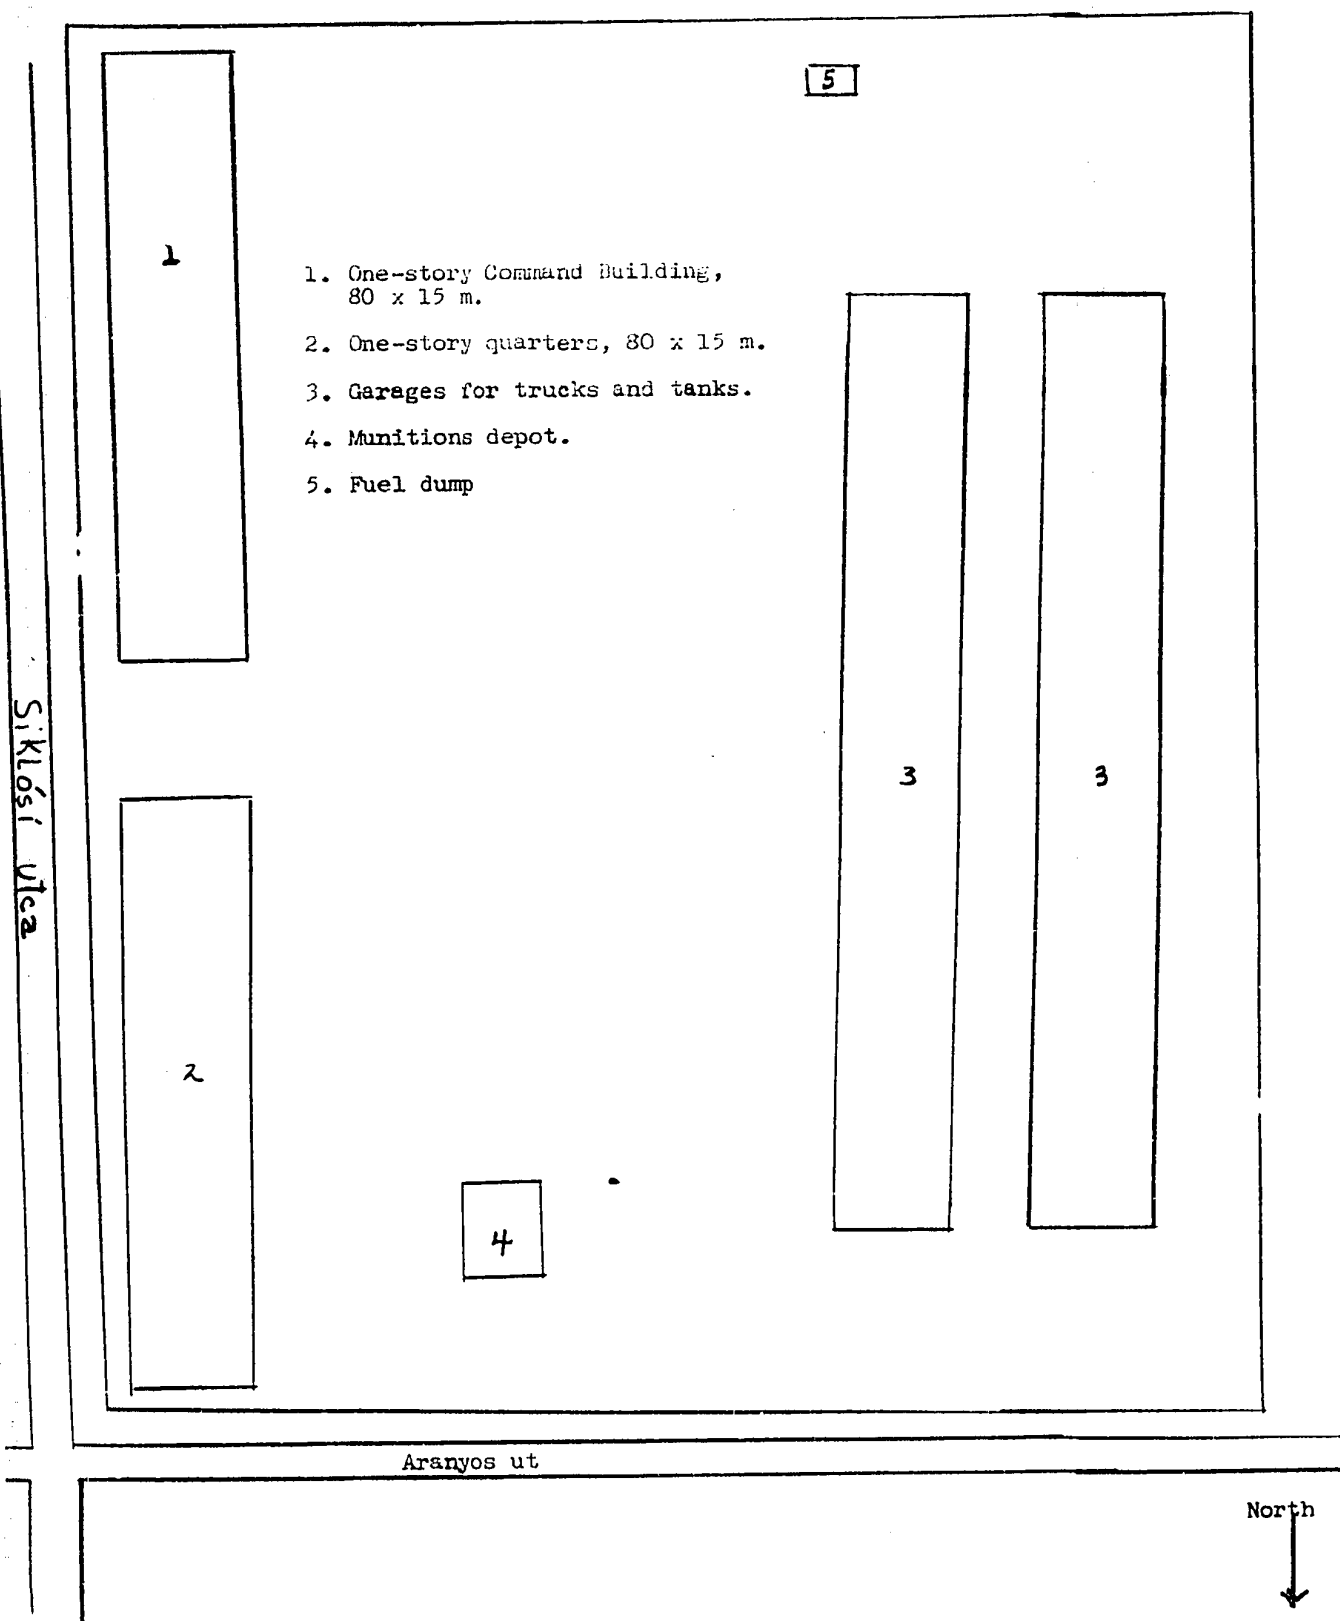 5
1
1. One-story Command Building,
80 x 15 m.
2. One-story quarters, 80 x 15 m.
3. Garages for trucks and tanks.
4. Munitions depot.
5. Fuel dump
3
3
Siklósi utca
2
4
Aranyos ut
North